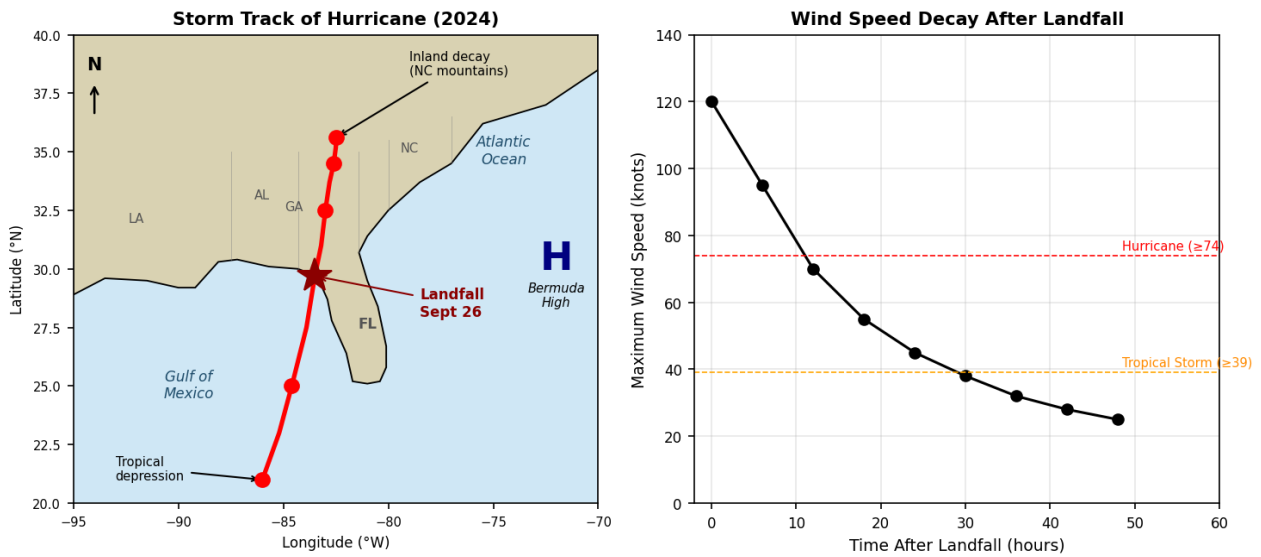 Storm Track of Hurricane (2024)
40.0
37.5
35.0
32.5
30.0
27.5
25.0
22.5
20.0
Latitude (°N)
−95
−90
−85
−80
−75
−70
Longitude (°W)
N
Inland decay
(NC mountains)
Atlantic
Ocean
NC
AL
GA
LA
H
Bermuda
High
Landfall
Sept 26
FL
Gulf of
Mexico
Tropical
depression
Wind Speed Decay After Landfall
140
120
100
80
60
40
20
0
Maximum Wind Speed (knots)
Hurricane (≥74)
Tropical Storm (≥39)
0
10
20
30
40
50
60
Time After Landfall (hours)